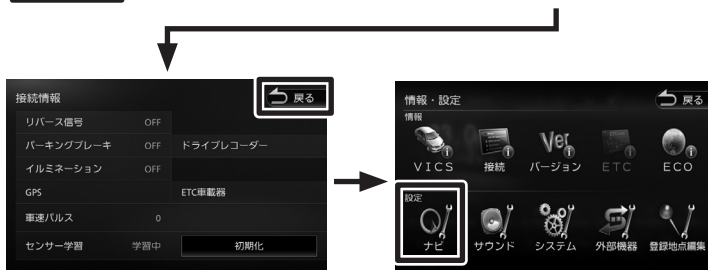 接続情報
戻る
リバース信号 OFF
パーキングブレーキ OFF ドライブレコーダー
イルミネーション OFF
GPS ETC車載器
車速パルス 0
センサー学習 学習中 初期化
情報・設定
戻る
情報
VICS 接続 バージョン ETC ECO
Ver
設定
ナビ サウンド システム 外部機器 登録地点編集